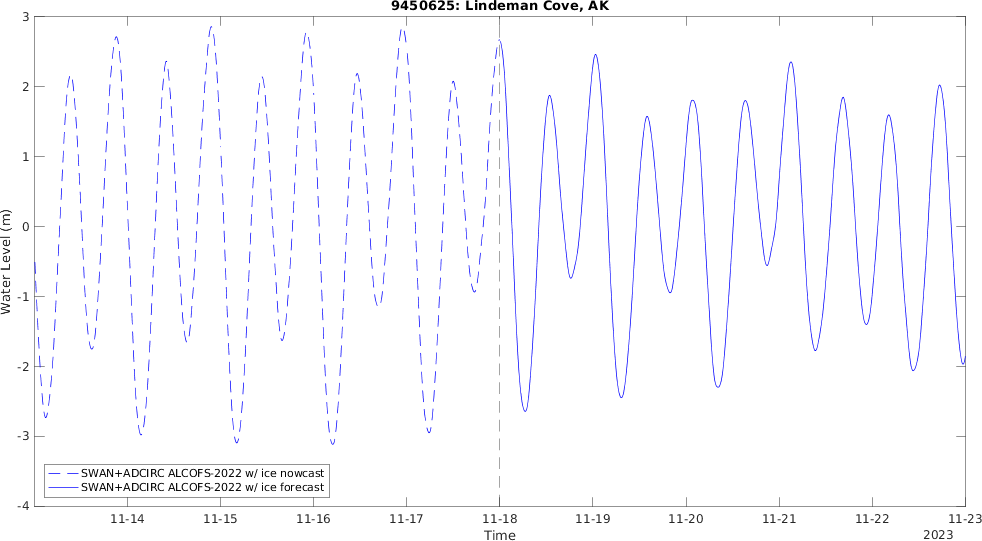 9450625: Lindeman Cove, AK
Water Level (m)
3
2
1
0
-1
-2
-3
-4
SWAN+ADCIRC ALCOFS-2022 w/ ice nowcast
SWAN+ADCIRC ALCOFS-2022 w/ ice forecast
11-14 11-15 11-16 11-17 11-18 11-19 11-20 11-21 11-22 11-23
Time
2023